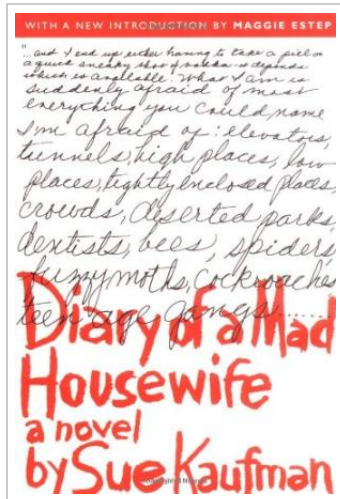 WITH A NEW INTRODUCTION BY MAGGIE ESTEP
"...and I end up either having to take a pill or
a quick sneaky shot of vodka—it depends
which is available. What I am is
suddenly afraid of most
everything you could name
I'm afraid of: elevators,
tunnels, high places, low
places, tightly enclosed places,
crowds, deserted parks,
dentists, bees, spiders,
fuzzy moths, cockroaches
teen-age gangs......
Diary of a Mad
Housewife
a novel
by Sue Kaufman